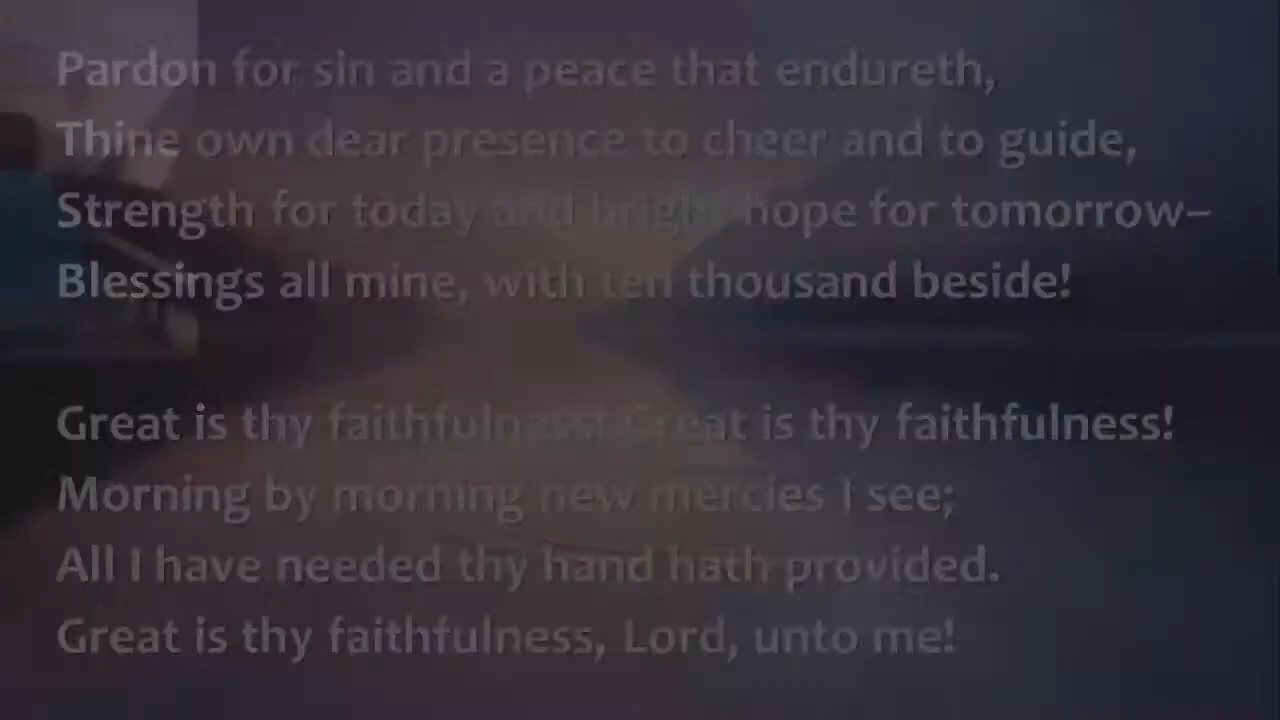 Pardon for sin and a peace that endureth,
Thine own dear presence to cheer and to guide,
Strength for today and bright hope for tomorrow–
Blessings all mine, with ten thousand beside!
Great is thy faithfulness! Great is thy faithfulness!
Morning by morning new mercies I see;
All I have needed thy hand hath provided.
Great is thy faithfulness, Lord, unto me!